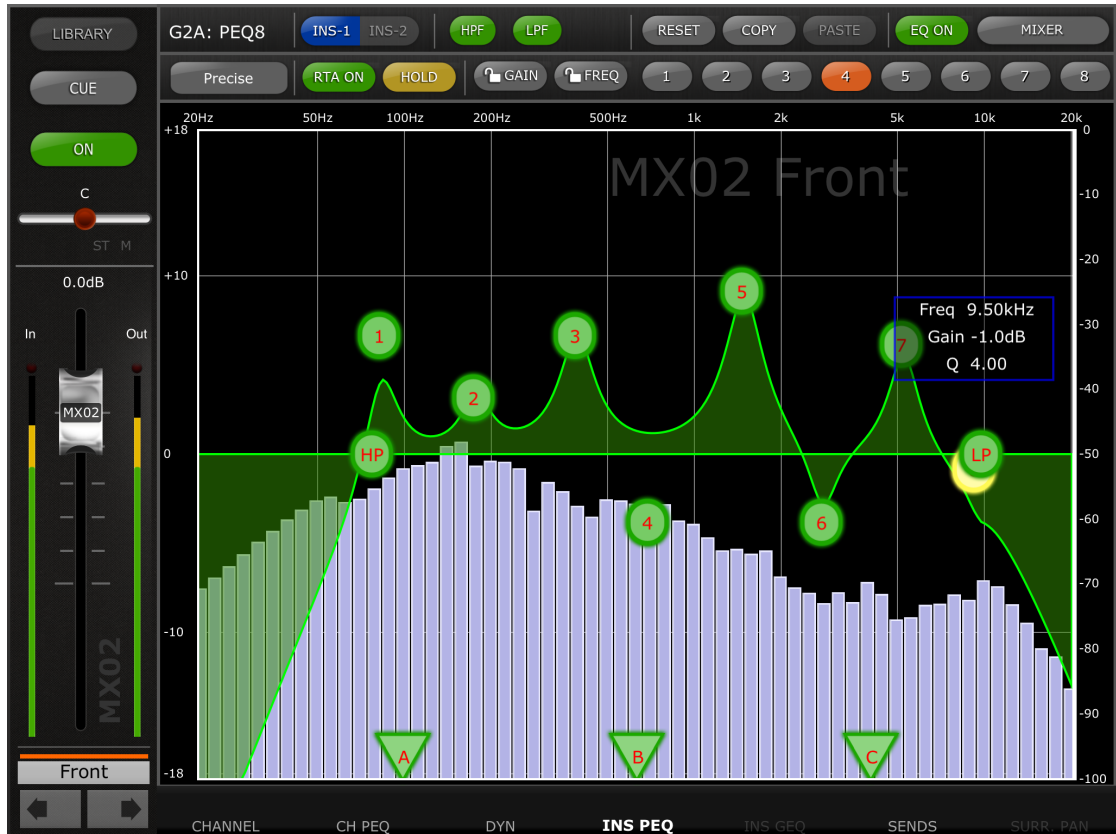 LIBRARY
G2A: PEQ8 INS-1 INS-2 HPF LPF RESET COPY PASTE EQ ON MIXER
CUE
Precise RTA ON HOLD GAIN FREQ 1 2 3 4 5 6 7 8
ON
20Hz 50Hz 100Hz 200Hz 500Hz 1k 2k 5k 10k 20k
+18 0
MX02 Front
C
-10
ST M
-20
0.0dB
+10
5
Freq 9.50kHz
-30
In Out
1 3 7
Gain -1.0dB
Q 4.00
-40
2
MX02
0 HP LP -50
4 6
-60
-70
-10
-80
MX02
-90
A B C
Front
-18 -100
CHANNEL CH PEQ DYN INS PEQ INS GEQ SENDS SURR. PAN